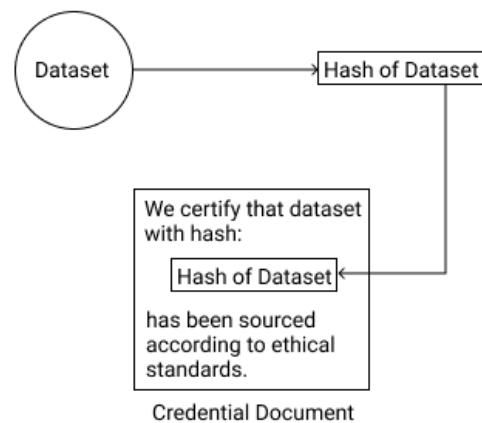 Dataset
Hash of Dataset
We certify that dataset
with hash:
Hash of Dataset
has been sourced
according to ethical
standards.
Credential Document